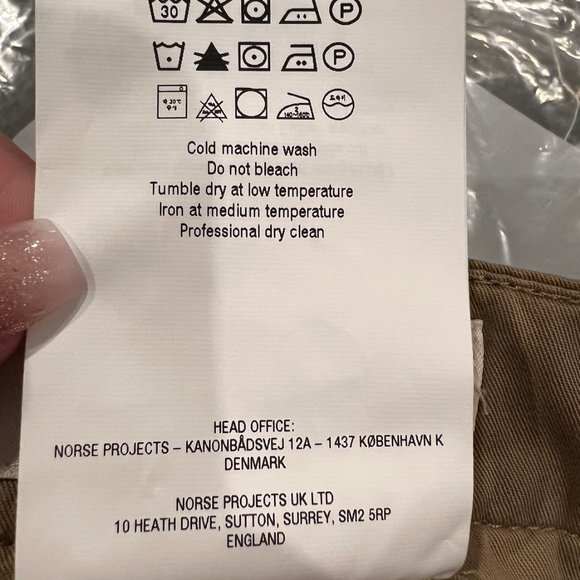 30 P
P
Cold machine wash
Do not bleach
Tumble dry at low temperature
Iron at medium temperature
Professional dry clean
HEAD OFFICE:
NORSE PROJECTS – KANONBÅDSVEJ 12A – 1437 KØBENHAVN K
DENMARK
NORSE PROJECTS UK LTD
10 HEATH DRIVE, SUTTON, SURREY, SM2 5RP
ENGLAND